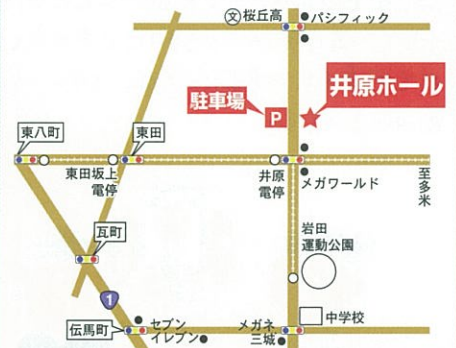 文 桜丘高
パシフィック
駐車場
P
井原ホール
東八町
東田
東田坂上
電停
井原
電停
メガワールド
至多米
瓦町
岩田
運動公園
1
伝馬町
セブン
イレブン
メガネ
三城
中学校